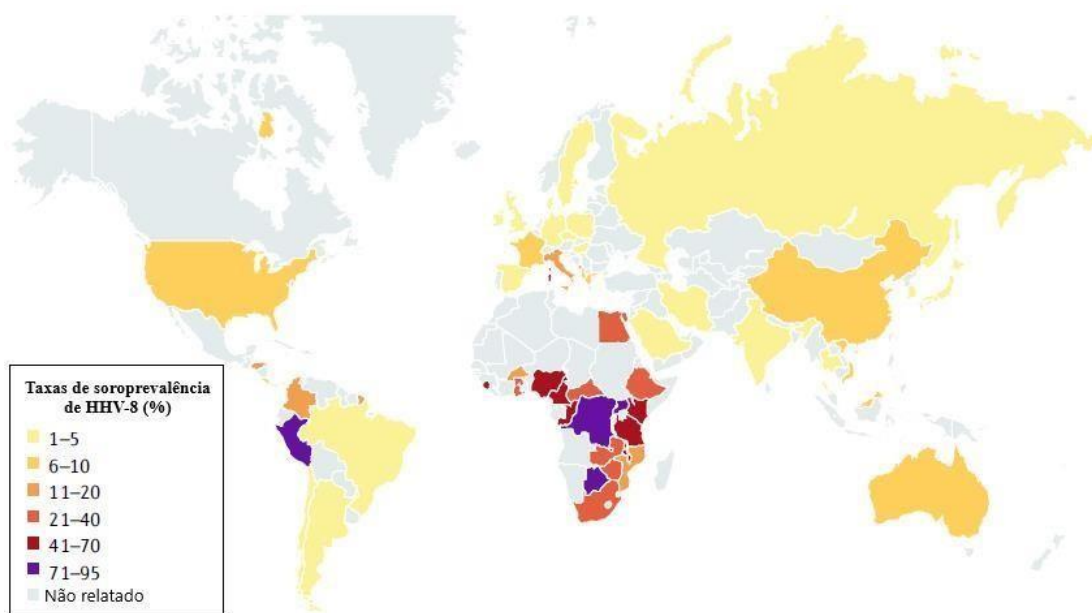 Taxas de soroprevalência
de HHV-8 (%)
1–5
6–10
11–20
21–40
41–70
71–95
Não relatado